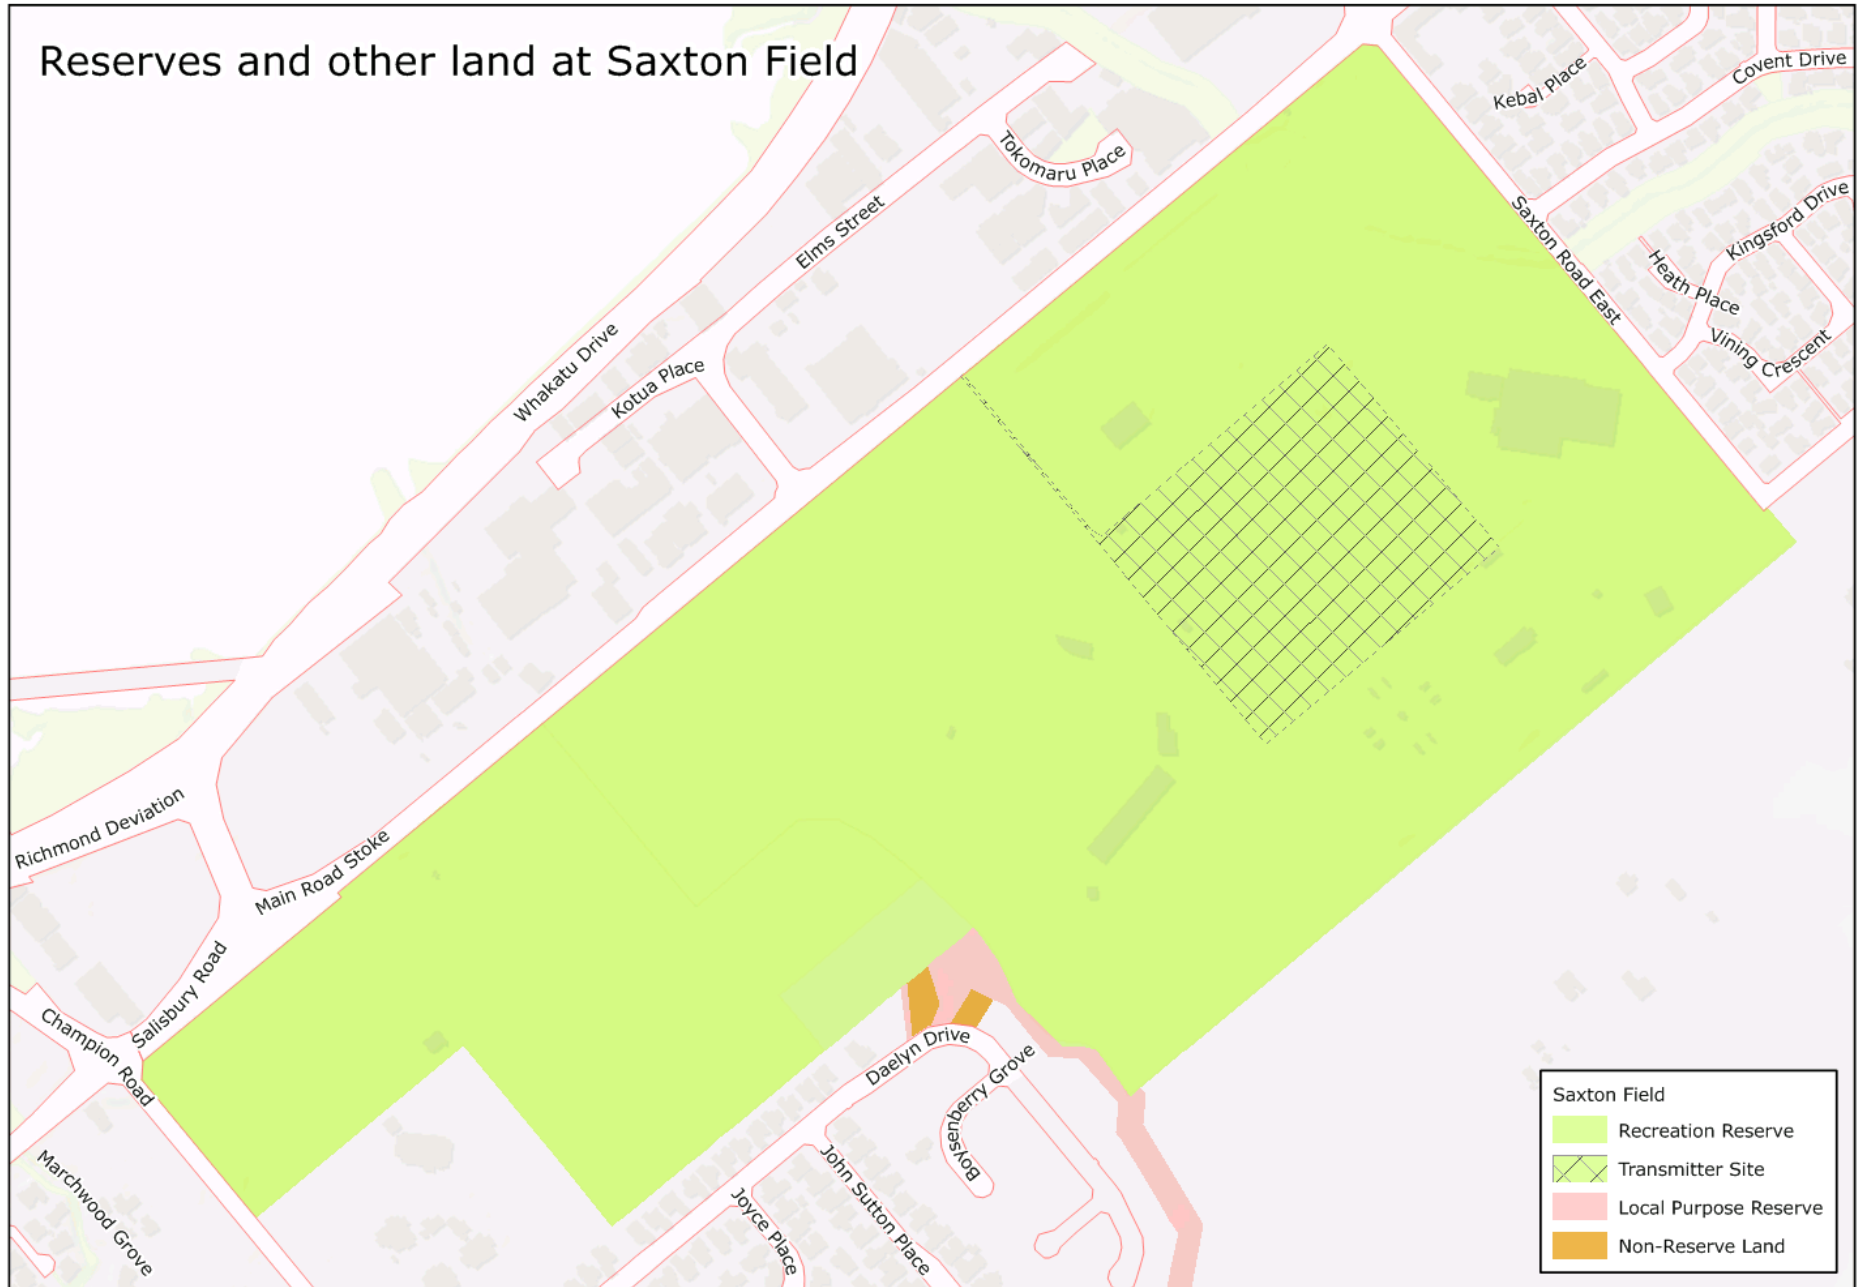 Reserves and other land at Saxton Field
Kebal Place
Covent Drive
Tokomaru Place
Elms Street
Saxton Road East
Kingsford Drive
Heath Place
Vining Crescent
Whakatu Drive
Kotua Place
Richmond Deviation
Main Road Stoke
Salisbury Road
Champion Road
Marchwood Grove
Daelyn Drive
Boysenberry Grove
John Sutton Place
Joyce Place
Saxton Field
Recreation Reserve
Transmitter Site
Local Purpose Reserve
Non-Reserve Land